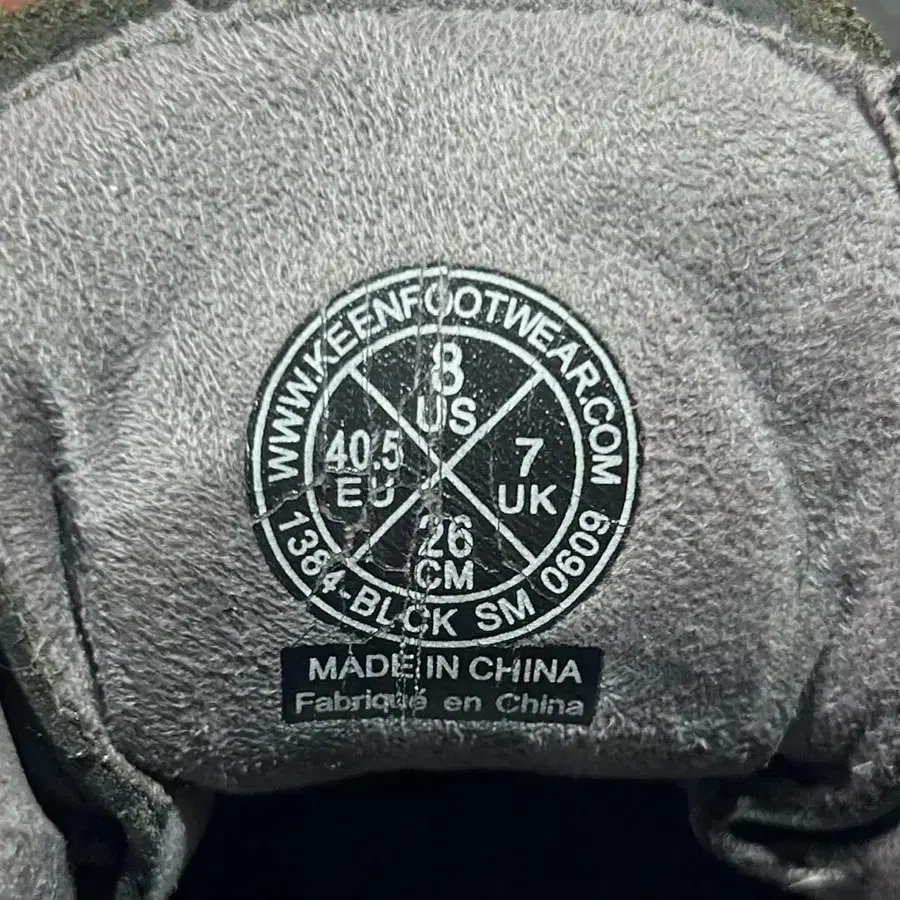 WWW.KEENFOOTWEAR.COM
8
US
40.5
EU
7
UK
26
CM
1384-BLCK SM 0609
MADE IN CHINA
Fabriqué en China